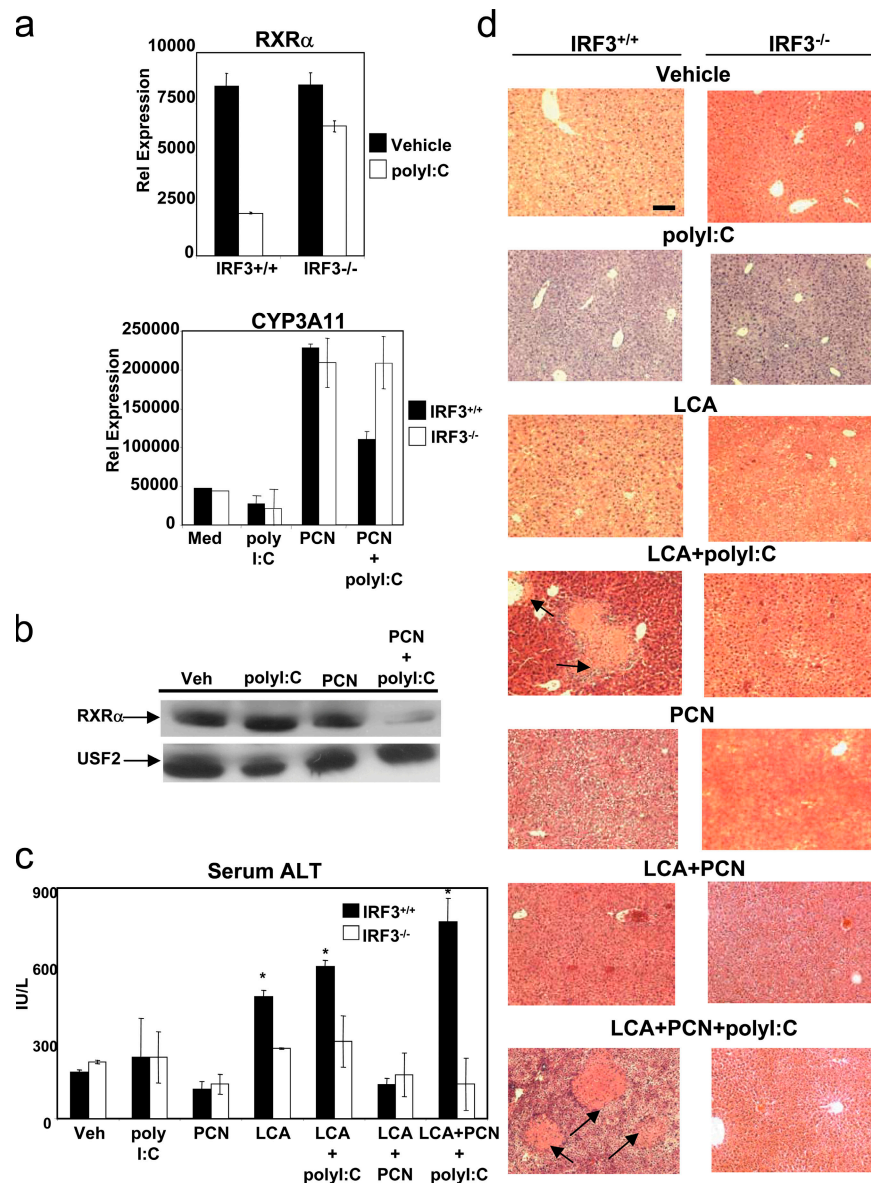 a
RXRα
10000
7500
5000
2500
0
Rel Expression
Vehicle
polyI:C
IRF3+/+ IRF3-/-
CYP3A11
250000
200000
150000
100000
50000
0
Rel Expression
IRF3+/+
IRF3-/-
Med poly I:C PCN PCN + polyI:C
b
Veh polyI:C PCN PCN + polyI:C
RXRα
USF2
c
Serum ALT
900
600
300
0
IU/L
IRF3+/+
IRF3-/-
* * *
Veh poly I:C PCN LCA LCA + polyI:C LCA + PCN LCA+PCN + polyI:C
d
IRF3+/+ IRF3-/-
Vehicle
polyI:C
LCA
LCA+polyI:C
PCN
LCA+PCN
LCA+PCN+polyI:C